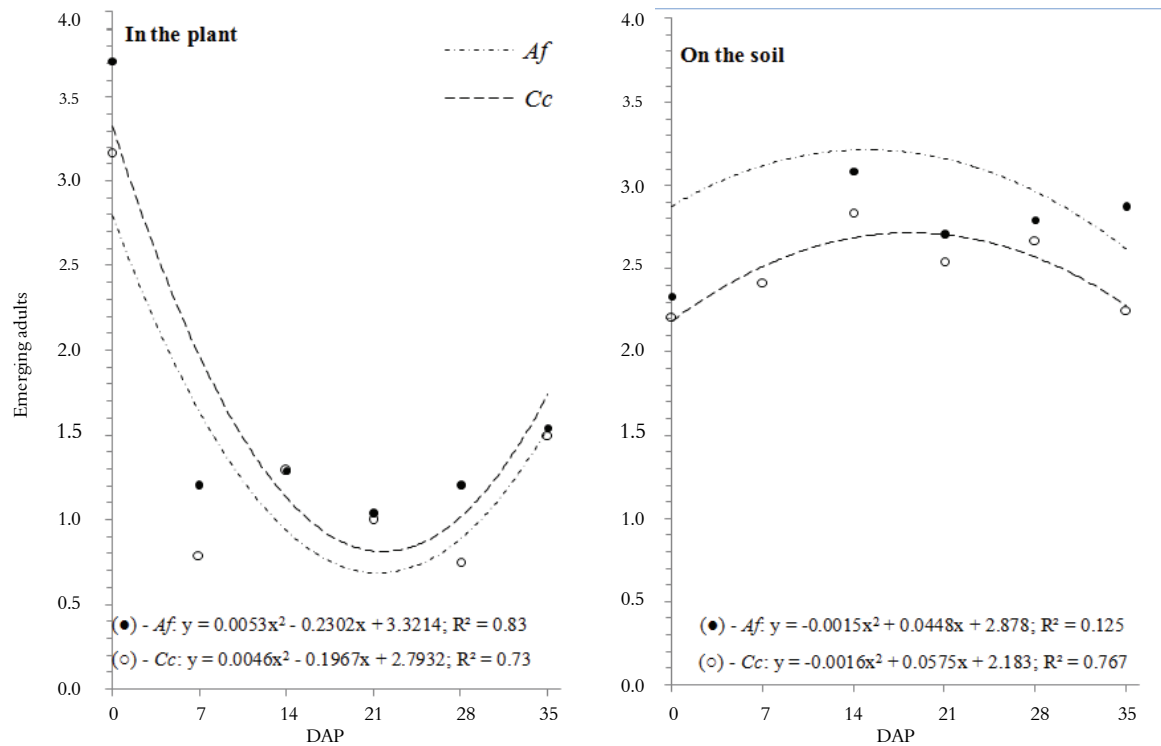 In the plant
Af
Cc
Emerging adults
4.0
3.5
3.0
2.5
2.0
1.5
1.0
0.5
0.0
(●) - Af: y = 0.0053x² - 0.2302x + 3.3214; R² = 0.83
(○) - Cc: y = 0.0046x² - 0.1967x + 2.7932; R² = 0.73
0 7 14 21 28 35
DAP
On the soil
4.0
3.5
3.0
2.5
2.0
1.5
1.0
0.5
0.0
(●) - Af: y = -0.0015x² + 0.0448x + 2.878; R² = 0.125
(○) - Cc: y = -0.0016x² + 0.0575x + 2.183; R² = 0.767
0 7 14 21 28 35
DAP